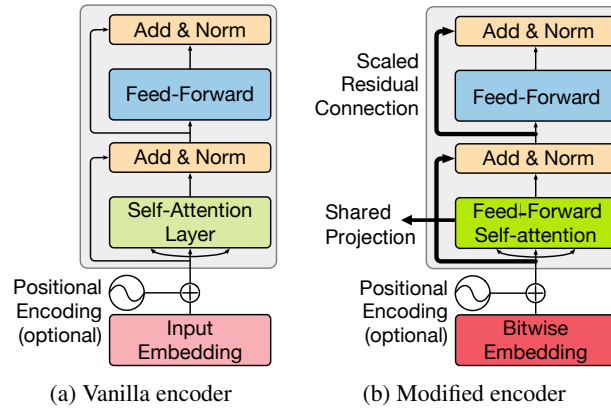 Add & Norm
Feed-Forward
Add & Norm
Self-Attention
Layer
Positional
Encoding
(optional)
Input
Embedding
(a) Vanilla encoder
Add & Norm
Scaled
Residual
Connection
Feed-Forward
Add & Norm
Shared
Projection
Feed-Forward
Self-attention
Positional
Encoding
(optional)
Bitwise
Embedding
(b) Modified encoder